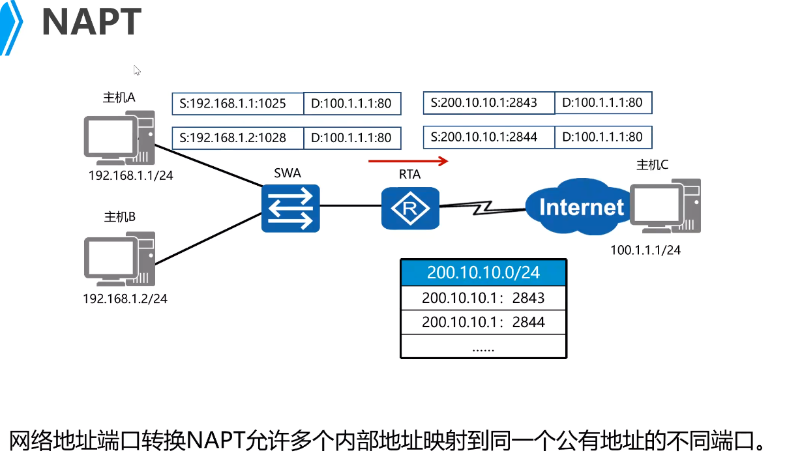 NAPT
主机A
S:192.168.1.1:1025 D:100.1.1.1:80
S:200.10.10.1:2843 D:100.1.1.1:80
S:192.168.1.2:1028 D:100.1.1.1:80
S:200.10.10.1:2844 D:100.1.1.1:80
192.168.1.1/24
SWA
RTA
主机C
R
Internet
主机B
100.1.1.1/24
192.168.1.2/24
200.10.10.0/24
200.10.10.1：2843
200.10.10.1：2844
......
网络地址端口转换NAPT允许多个内部地址映射到同一个公有地址的不同端口。